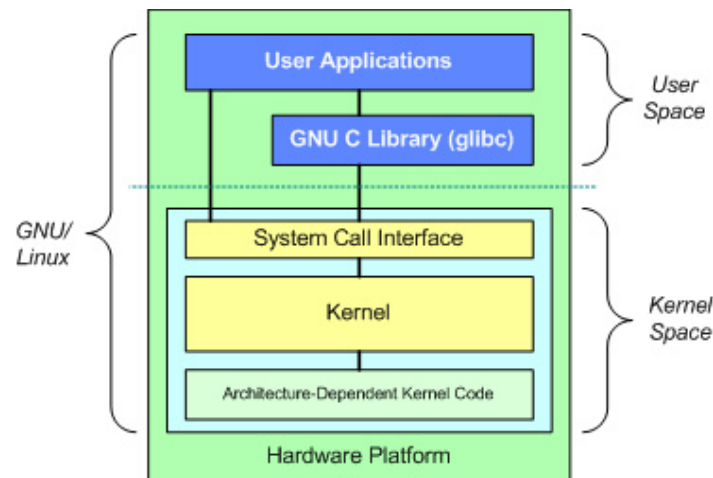 User Applications
User
Space
GNU C Library (glibc)
GNU/
Linux
System Call Interface
Kernel
Kernel
Space
Architecture-Dependent Kernel Code
Hardware Platform